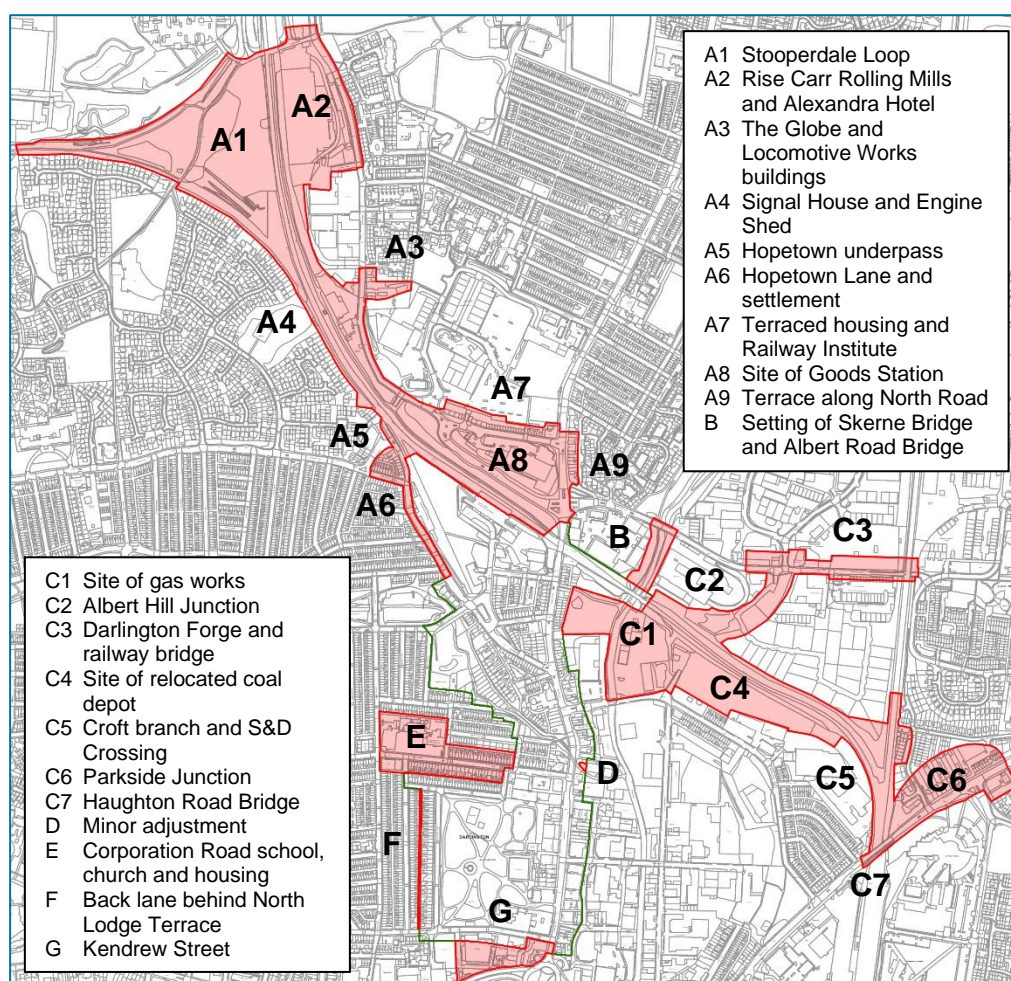 A1 Stooperdale Loop
A2 Rise Carr Rolling Mills
and Alexandra Hotel
A3 The Globe and
Locomotive Works
buildings
A4 Signal House and Engine
Shed
A5 Hopetown underpass
A6 Hopetown Lane and
settlement
A7 Terraced housing and
Railway Institute
A8 Site of Goods Station
A9 Terrace along North Road
B Setting of Skerne Bridge
and Albert Road Bridge
A2
A1
A3
A4
A7
A5
A8
A9
A6
B
C3
C2
C1
C4
E
D
C5
C6
F
DARLINGTON
C7
G
C1 Site of gas works
C2 Albert Hill Junction
C3 Darlington Forge and
railway bridge
C4 Site of relocated coal
depot
C5 Croft branch and S&D
Crossing
C6 Parkside Junction
C7 Haughton Road Bridge
D Minor adjustment
E Corporation Road school,
church and housing
F Back lane behind North
Lodge Terrace
G Kendrew Street